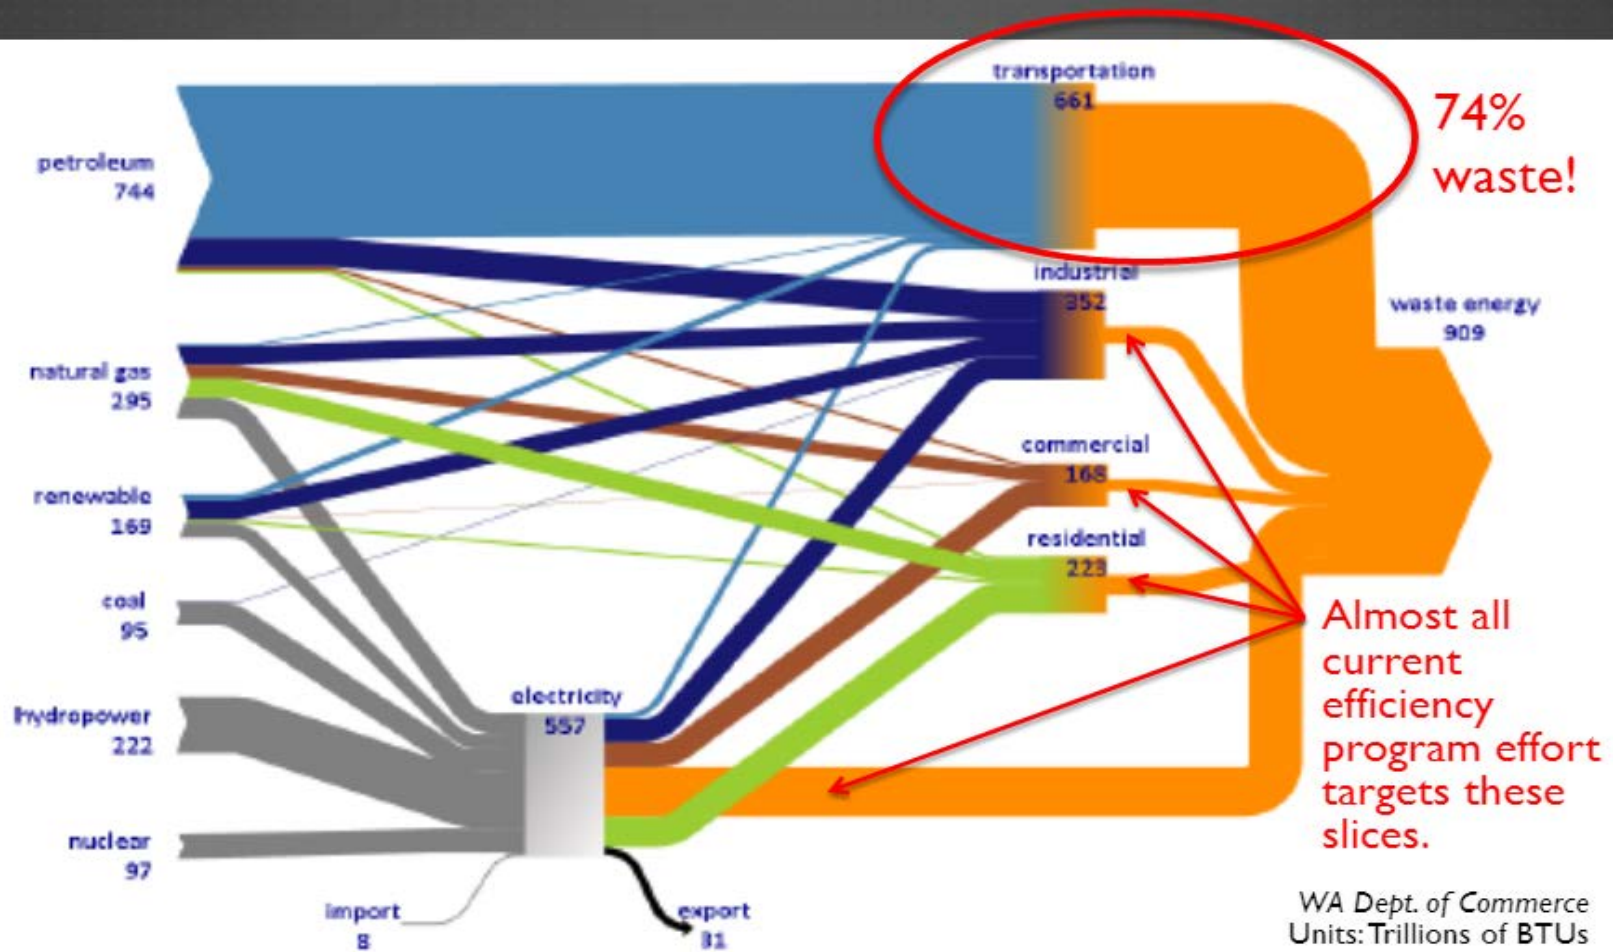 transportation
661
74%
waste!
petroleum
744
industrial
352
waste energy
909
natural gas
295
commercial
168
renewable
169
residential
223
coal
95
Almost all
current
efficiency
program effort
targets these
slices.
electricity
557
hydropower
222
nuclear
97
import
8
export
31
WA Dept. of Commerce
Units: Trillions of BTUs